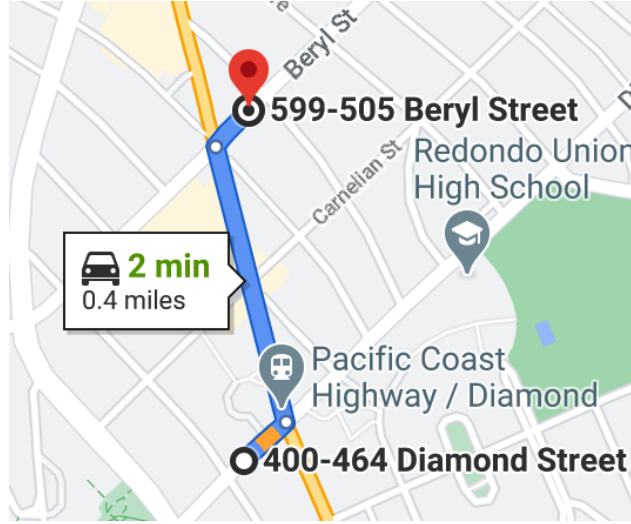 Beryl St
599-505 Beryl Street
Carnelian St
Redondo Union
High School
2 min
0.4 miles
Pacific Coast
Highway / Diamond
400-464 Diamond Street